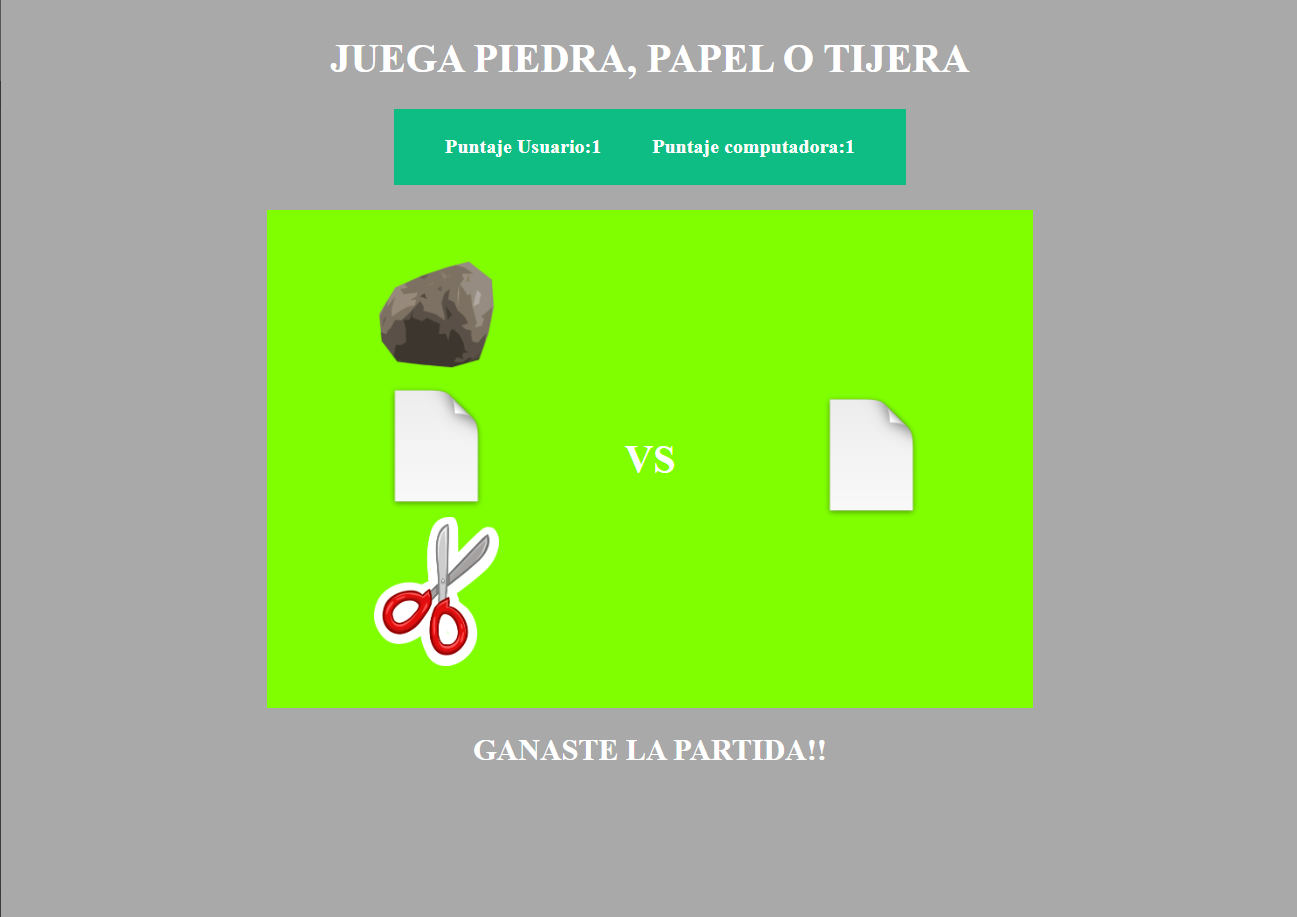 JUEGA PIEDRA, PAPEL O TIJERA
Puntaje Usuario:1 Puntaje computadora:1
VS
GANASTE LA PARTIDA!!